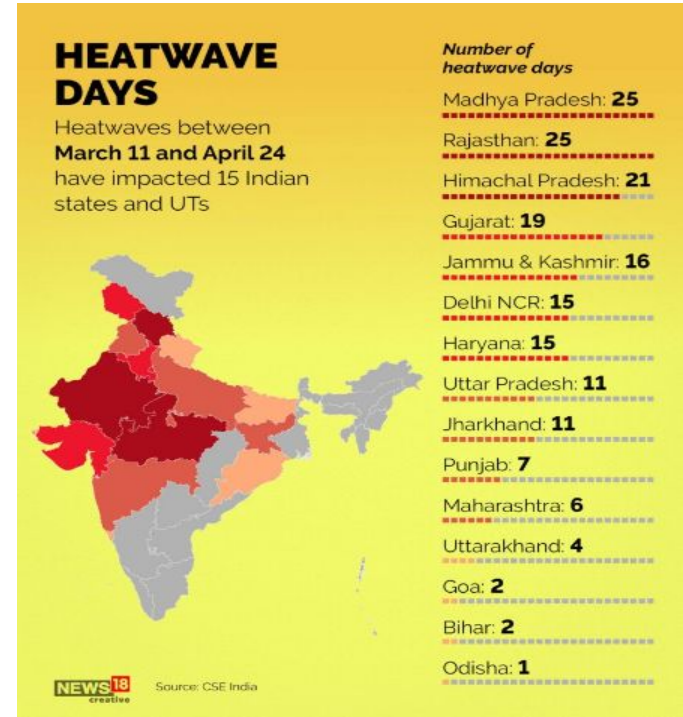 HEATWAVE
DAYS
Heatwaves between
March 11 and April 24
have impacted 15 Indian
states and UTs
Number of
heatwave days
Madhya Pradesh: 25
Rajasthan: 25
Himachal Pradesh: 21
Gujarat: 19
Jammu & Kashmir: 16
Delhi NCR: 15
Haryana: 15
Uttar Pradesh: 11
Jharkhand: 11
Punjab: 7
Maharashtra: 6
Uttarakhand: 4
Goa: 2
Bihar: 2
Odisha: 1
NEWS18
creative
Source: CSE India